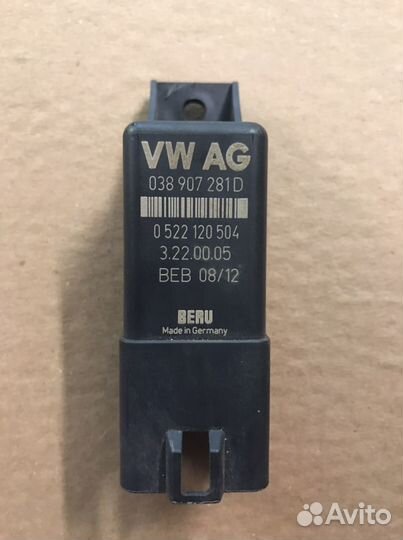 VW AG
038 907 281D
0 522 120 504
3.22.00.05
BEB 08/12
BERU
Made in Germany
Avito